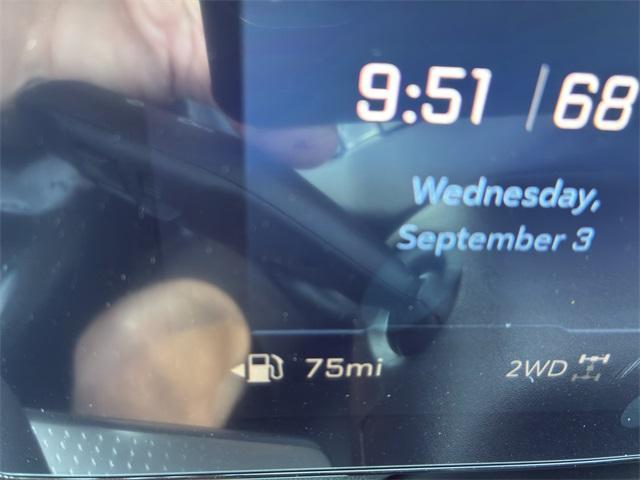 9:51 / 68
Wednesday,
September 3
75mi 2WD